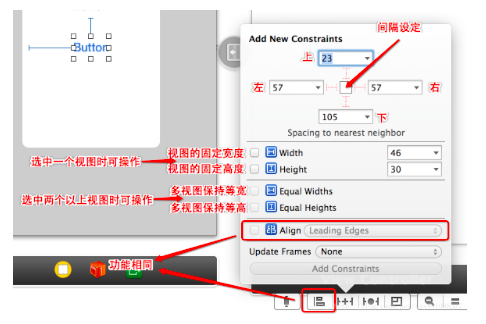 Add New Constraints
间隔设定
上 23
Button
左 57
57 右
105 下
Spacing to nearest neighbor
选中一个视图时可操作
视图的固定宽度 Width 46
视图的固定高度 Height 30
选中两个以上视图时可操作
多视图保持等宽 Equal Widths
多视图保持等高 Equal Heights
Align Leading Edges
功能相同
Update Frames None
Add Constraints